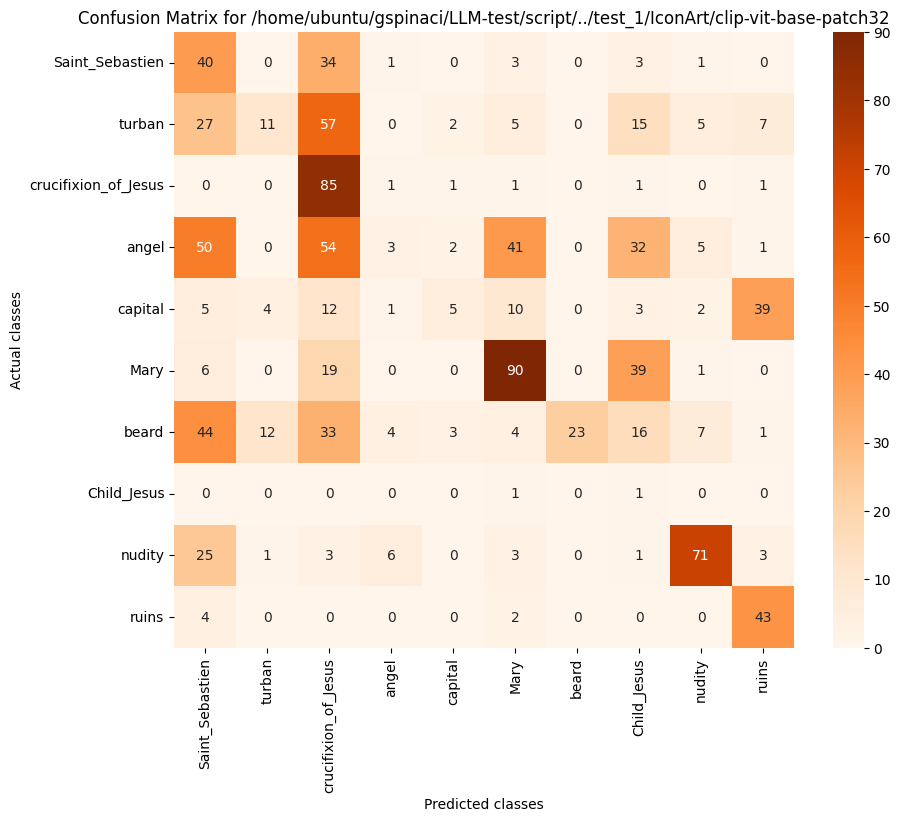 Confusion Matrix for /home/ubuntu/gspinaci/LLM-test/script/../test_1/IconArt/clip-vit-base-patch32
Saint_Sebastien 40 0 34 1 0 3 0 3 1 0
turban 27 11 57 0 2 5 0 15 5 7
crucifixion_of_Jesus 0 0 85 1 1 1 0 1 0 1
angel 50 0 54 3 2 41 0 32 5 1
capital 5 4 12 1 5 10 0 3 2 39
Mary 6 0 19 0 0 90 0 39 1 0
beard 44 12 33 4 3 4 23 16 7 1
Child_Jesus 0 0 0 0 0 1 0 1 0 0
nudity 25 1 3 6 0 3 0 1 71 3
ruins 4 0 0 0 0 2 0 0 0 43
Actual classes
Saint_Sebastien turban crucifixion_of_Jesus angel capital Mary beard Child_Jesus nudity ruins
Predicted classes
90
80
70
60
50
40
30
20
10
0